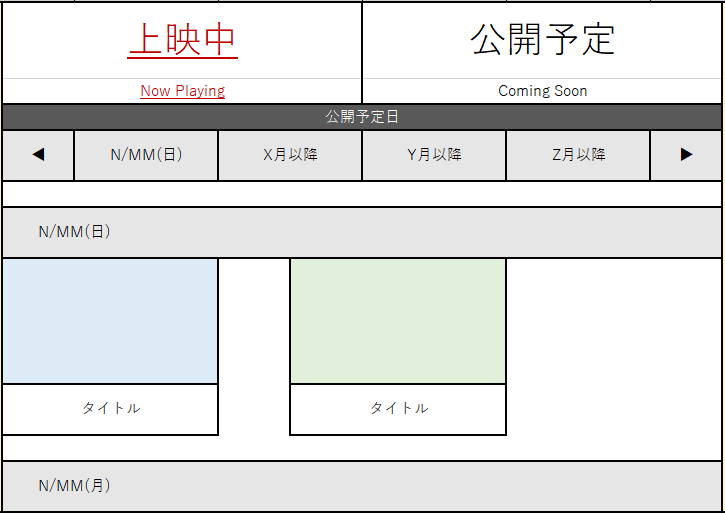 上映中
公開予定
Now Playing
Coming Soon
公開予定日
◀ N/MM(日) X月以降 Y月以降 Z月以降 ▶
N/MM(日)
タイトル
タイトル
N/MM(月)